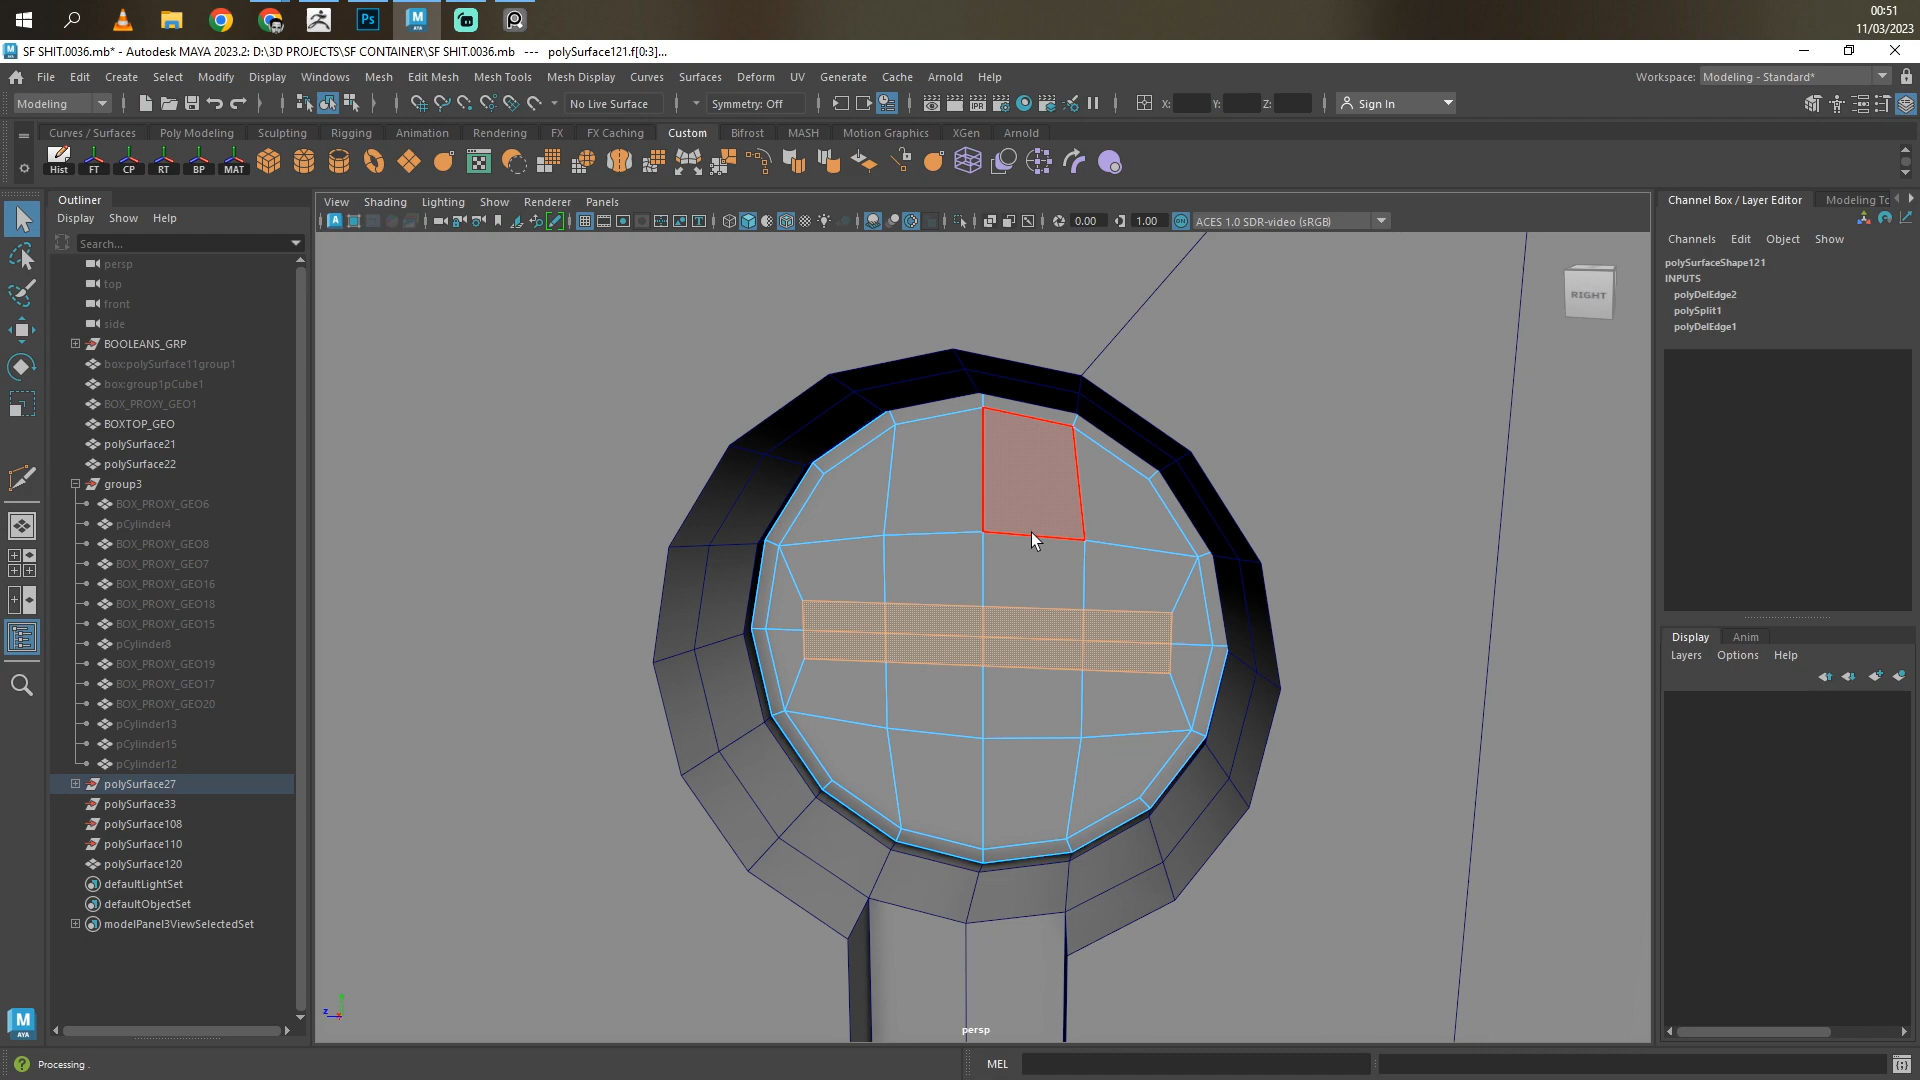 00:51
11/03/2023
Ps
M
AYA
SF SHIT.0036.mb* - Autodesk MAYA 2023.2: D:\3D PROJECTS\SF CONTAINER\SF SHIT.0036.mb --- polySurface121.f[0:3]...
File Edit Create Select Modify Display Windows Mesh Edit Mesh Mesh Tools Mesh Display Curves Surfaces Deform UV Generate Cache Arnold Help
Workspace: Modeling - Standard*
Modeling
No Live Surface
Symmetry: Off
IPR
X:
Y:
Z:
Sign In
Curves / Surfaces Poly Modeling Sculpting Rigging Animation Rendering FX FX Caching Custom Bifrost MASH Motion Graphics XGen Arnold
Hist FT CP RT BP MAT
Outliner
Display Show Help
Search...
persp
top
front
side
BOOLEANS_GRP
box:polySurface11group1
box:group1pCube1
BOX_PROXY_GEO1
BOXTOP_GEO
polySurface21
polySurface22
group3
BOX_PROXY_GEO6
pCylinder4
BOX_PROXY_GEO8
BOX_PROXY_GEO7
BOX_PROXY_GEO16
BOX_PROXY_GEO18
BOX_PROXY_GEO15
pCylinder8
BOX_PROXY_GEO19
BOX_PROXY_GEO17
BOX_PROXY_GEO20
pCylinder13
pCylinder15
pCylinder12
polySurface27
polySurface33
polySurface108
polySurface110
polySurface120
defaultLightSet
defaultObjectSet
modelPanel3ViewSelectedSet
View Shading Lighting Show Renderer Panels
0.00
1.00
ACES 1.0 SDR-video (sRGB)
RIGHT
z
persp
Channel Box / Layer Editor
Modeling To
Channels Edit Object Show
polySurfaceShape121
INPUTS
polyDelEdge2
polySplit1
polyDelEdge1
Display Anim
Layers Options Help
M
AYA
Processing .
MEL